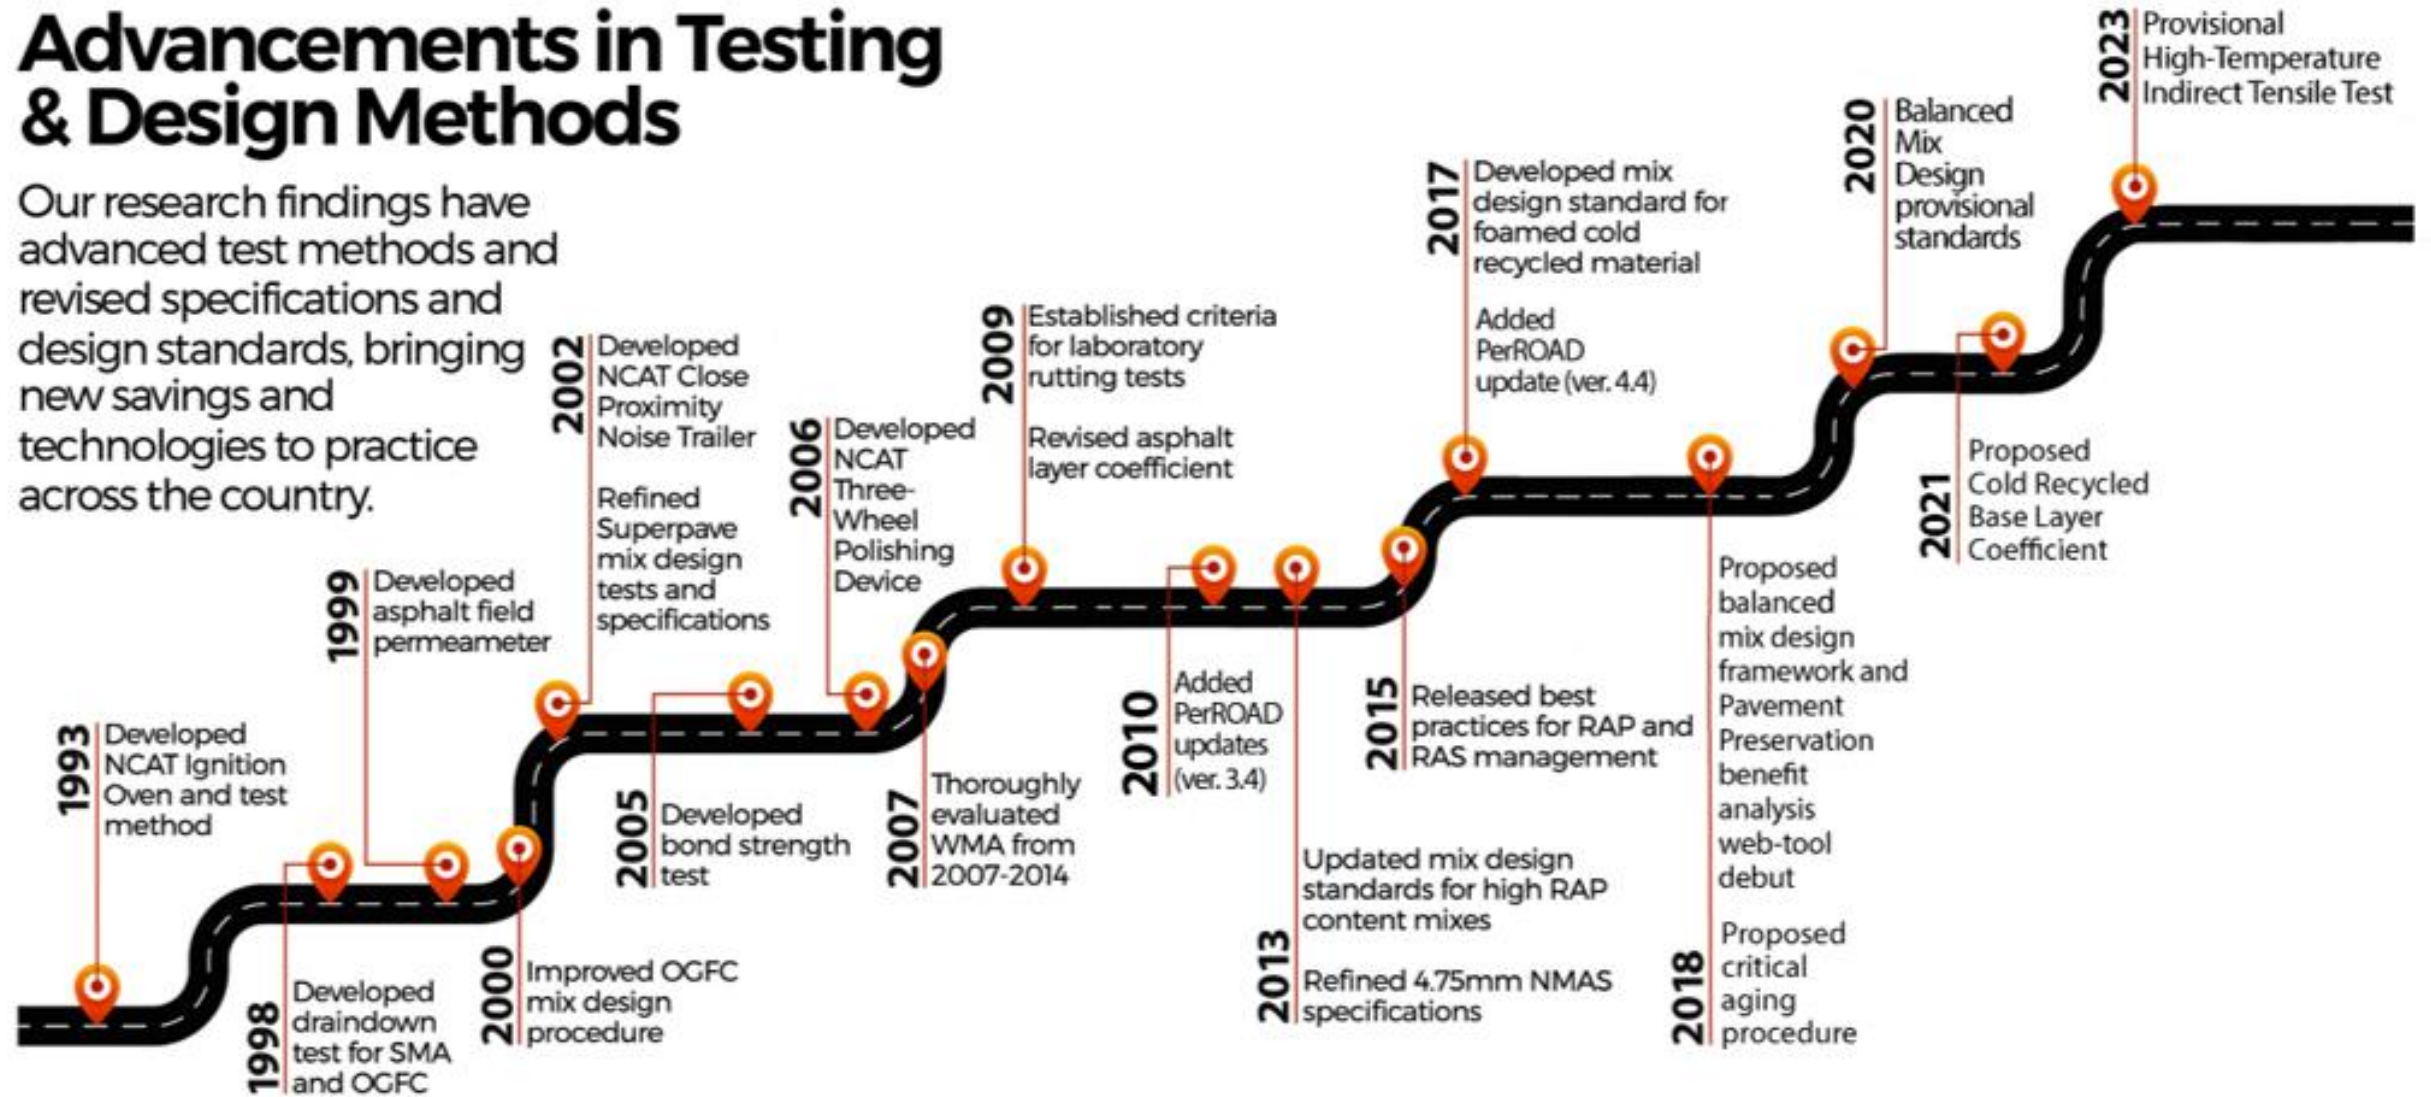 Advancements in Testing
& Design Methods
Our research findings have
advanced test methods and
revised specifications and
design standards, bringing
new savings and
technologies to practice
across the country.
1993
Developed
NCAT Ignition
Oven and test
method
1998
Developed
draindown
test for SMA
and OGFC
1999
Developed
asphalt field
permeameter
2000
Improved OGFC
mix design
procedure
2002
Developed
NCAT Close
Proximity
Noise Trailer
Refined
Superpave
mix design
tests and
specifications
2005
Developed
bond strength
test
2006
Developed
NCAT
Three-
Wheel
Polishing
Device
2007
Thoroughly
evaluated
WMA from
2007-2014
2009
Established criteria
for laboratory
rutting tests
Revised asphalt
layer coefficient
2010
Added
PerROAD
updates
(ver. 3.4)
2013
Updated mix design
standards for high RAP
content mixes
Refined 4.75mm NMAS
specifications
2015
Released best
practices for RAP and
RAS management
2017
Developed mix
design standard for
foamed cold
recycled material
Added
PerROAD
update (ver. 4.4)
2018
Proposed
balanced
mix design
framework and
Pavement
Preservation
benefit
analysis
web-tool
debut
Proposed
critical
aging
procedure
2020
Balanced
Mix
Design
provisional
standards
2021
Proposed
Cold Recycled
Base Layer
Coefficient
2023
Provisional
High-Temperature
Indirect Tensile Test